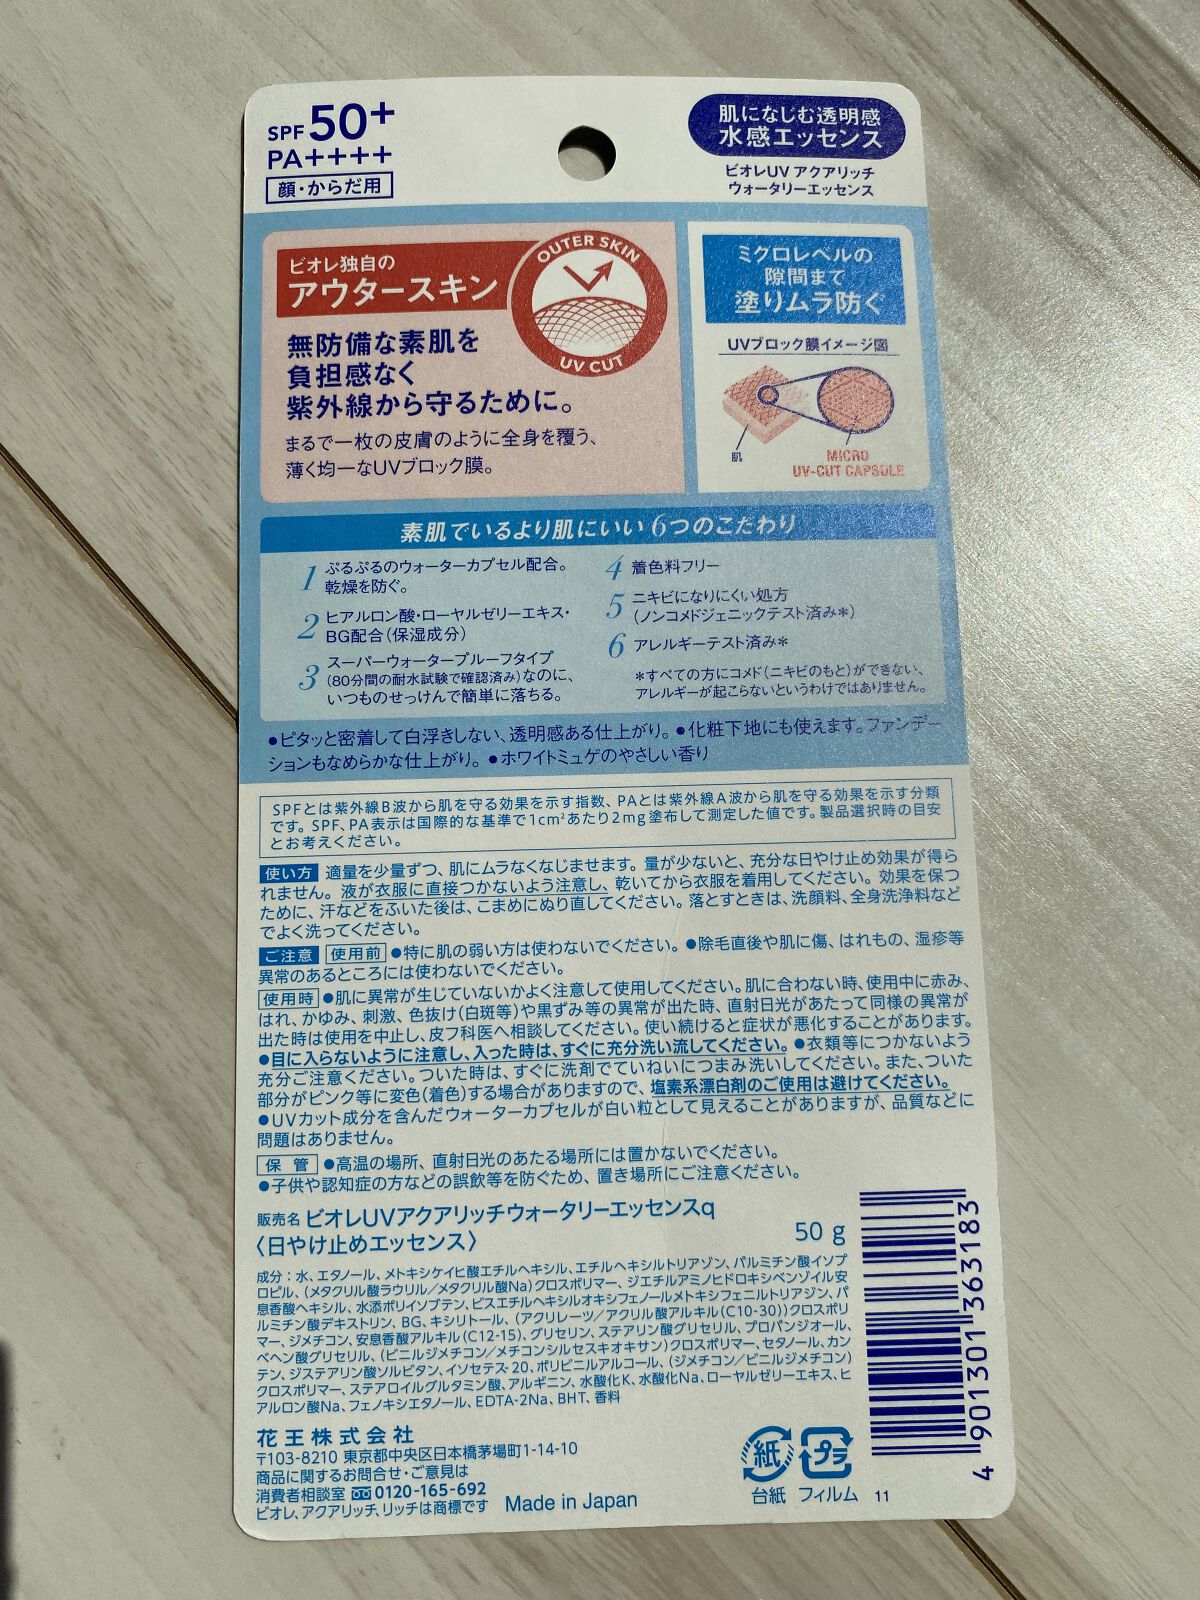 SPF 50+
PA++++
顔・からだ用
肌になじむ透明感
水感エッセンス
ビオレUV アクアリッチ
ウォータリーエッセンス
ビオレ独自の
アウタースキン
OUTER SKIN
UV CUT
無防備な素肌を
負担感なく
紫外線から守るために。
まるで一枚の皮膚のように全身を覆う、
薄く均一なUVブロック膜。
ミクロレベルの
隙間まで
塗りムラ防ぐ
UVブロック膜イメージ図
肌
MICRO
UV-CUT CAPSULE
素肌でいるより肌にいい 6つのこだわり
1 ぷるぷるのウォーターカプセル配合。
乾燥を防ぐ。
2 ヒアルロン酸・ローヤルゼリーエキス・
BG配合(保湿成分)
3 スーパーウォータープルーフタイプ
(80分間の耐水試験で確認済み)なのに、
いつものせっけんで簡単に落ちる。
4 着色料フリー
5 ニキビになりにくい処方
(ノンコメドジェニックテスト済み*)
6 アレルギーテスト済み*
*すべての方にコメド(ニキビのもと)ができない、
アレルギーが起こらないというわけではありません。
●ピタッと密着して白浮きしない、透明感ある仕上がり。●化粧下地にも使えます。ファンデー
ションもなめらかな仕上がり。●ホワイトミュゲのやさしい香り
SPFとは紫外線B波から肌を守る効果を示す指数、PAとは紫外線A波から肌を守る効果を示す分類
です。SPF、PA表示は国際的な基準で1cm²あたり2mg塗布して測定した値です。製品選択時の目安
とお考えください。
使い方 適量を少量ずつ、肌にムラなくなじませます。量が少ないと、充分な日やけ止め効果が得ら
れません。液が衣服に直接つかないよう注意し、乾いてから衣服を着用してください。効果を保つ
ために、汗などをふいた後は、こまめにぬり直してください。落とすときは、洗顔料、全身洗浄料など
でよく洗ってください。
ご注意 使用前 ●特に肌の弱い方は使わないでください。●除毛直後や肌に傷、はれもの、湿疹等
異常のあるところには使わないでください。
使用時 ●肌に異常が生じていないかよく注意して使用してください。肌に合わない時、使用中に赤み、
はれ、かゆみ、刺激、色抜け(白斑等)や黒ずみ等の異常が出た時、直射日光があたって同様の異常が
出た時は使用を中止し、皮フ科医へ相談してください。使い続けると症状が悪化することがあります。
●目に入らないように注意し、入った時は、すぐに充分洗い流してください。●衣類等につかないよう
充分ご注意ください。ついた時は、すぐに洗剤でていねいにつまみ洗いしてください。また、ついた
部分がピンク等に変色(着色)する場合がありますので、塩素系漂白剤のご使用は避けてください。
●UVカット成分を含んだウォーターカプセルが白い粒として見えることがありますが、品質などに
問題はありません。
保 管 ●高温の場所、直射日光のあたる場所には置かないでください。
●子供や認知症の方などの誤飲等を防ぐため、置き場所にご注意ください。
販売名 ビオレUVアクアリッチウォータリーエッセンスq
〈日やけ止めエッセンス〉
50 g
成分:水、エタノール、メトキシケイヒ酸エチルヘキシル、エチルヘキシルトリアゾン、パルミチン酸イソプ
ロピル、(メタクリル酸ラウリル/メタクリル酸Na)クロスポリマー、ジエチルアミノヒドロキシベンゾイル安
息香酸ヘキシル、水添ポリイソブテン、ビスエチルヘキシルオキシフェノールメトキシフェニルトリアジン、パ
ルミチン酸デキストリン、BG、キシリトール、(アクリレーツ/アクリル酸アルキル(C10-30))クロスポリ
マー、ジメチコン、安息香酸アルキル(C12-15)、グリセリン、ステアリン酸グリセリル、プロパンジオール、
ベヘン酸グリセリル、(ビニルジメチコン/メチコンシルセスキオキサン)クロスポリマー、セタノール、カン
テン、ジステアリン酸ソルビタン、イソセテス-20、ポリビニルアルコール、(ジメチコン/ビニルジメチコン)
クロスポリマー、ステアロイルグルタミン酸、アルギニン、水酸化K、水酸化Na、ローヤルゼリーエキス、ヒ
アルロン酸Na、フェノキシエタノール、EDTA-2Na、BHT、香料
花王株式会社
〒103-8210 東京都中央区日本橋茅場町1-14-10
商品に関するお問合せ・ご意見は
消費者相談室 0120-165-692
ビオレ、アクアリッチ、リッチは商標です
Made in Japan
紙
台紙
プラ
フィルム
11
4 901301 363183